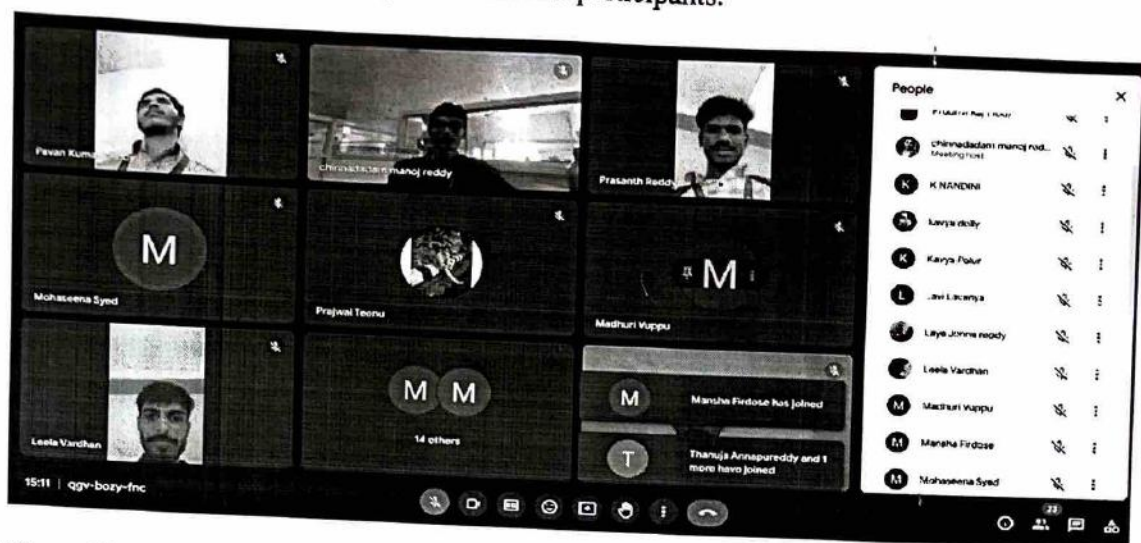 participants.
People
Pavan Kuma
chinnadadam manoj reddy
Prasanth Reddy
chinnadadam manoj red...
Meeting host
K
K NANDINI
kavya dolly
K
Kavya Polur
L
Lavi Lavanya
Laya Jonna reddy
Leela Vardhan
M
Madhuri Vuppu
M
Mansha Firdose
M
Mohaseena Syed
M
Mohaseena Syed
Prajwal Teenu
M
Madhuri Vuppu
Leela Vardhan
M M
14 others
M
Mansha Firdose has joined
T
Thanuja Annapureddy and 1
more have joined
15:11 | qgv-bozy-fnc
23